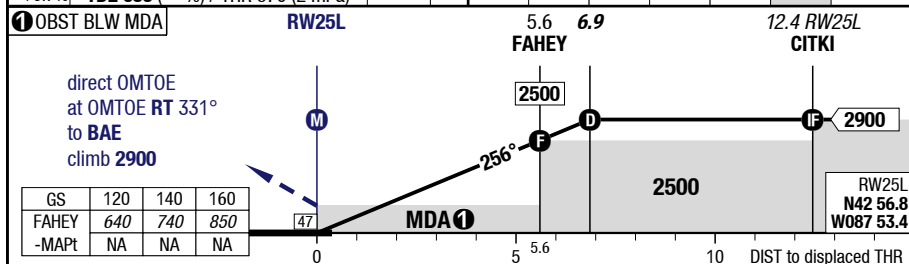 ❶ OBST BLW MDA
RW25L
5.6 6.9
12.4 RW25L
FAHEY
CITKI
direct OMTOE
at OMTOE RT 331°
to BAE
climb 2900
2500
M
D
IF
2900
F
256°
2500
GS 120 140 160
FAHEY 640 740 850
-MAPt NA NA NA
47
MDA ❶
RW25L
N42 56.8
W087 53.4
0
5
5.6
10
DIST to displaced THR